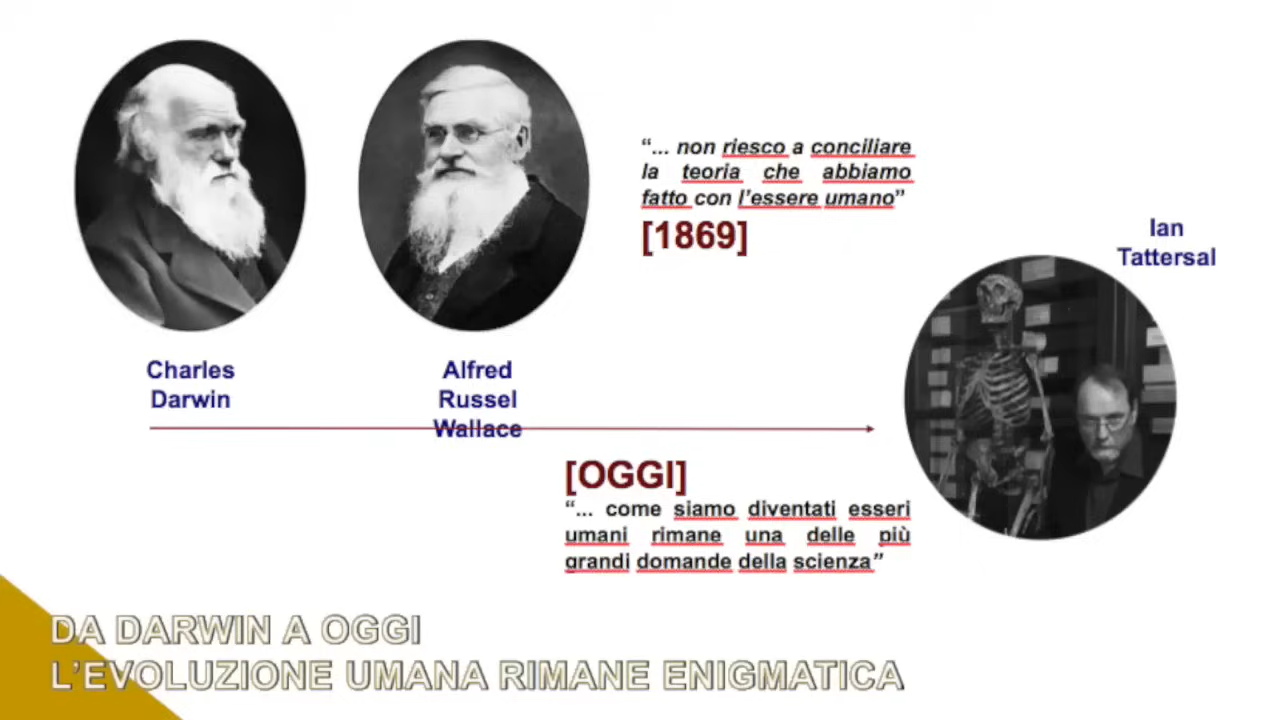 “... non riesco a conciliare
la teoria che abbiamo
fatto con l’essere umano”
[1869]
Ian
Tattersal
Charles
Darwin
Alfred
Russel
Wallace
[OGGI]
“... come siamo diventati esseri
umani rimane una delle più
grandi domande della scienza”
DA DARWIN A OGGI
L’EVOLUZIONE UMANA RIMANE ENIGMATICA